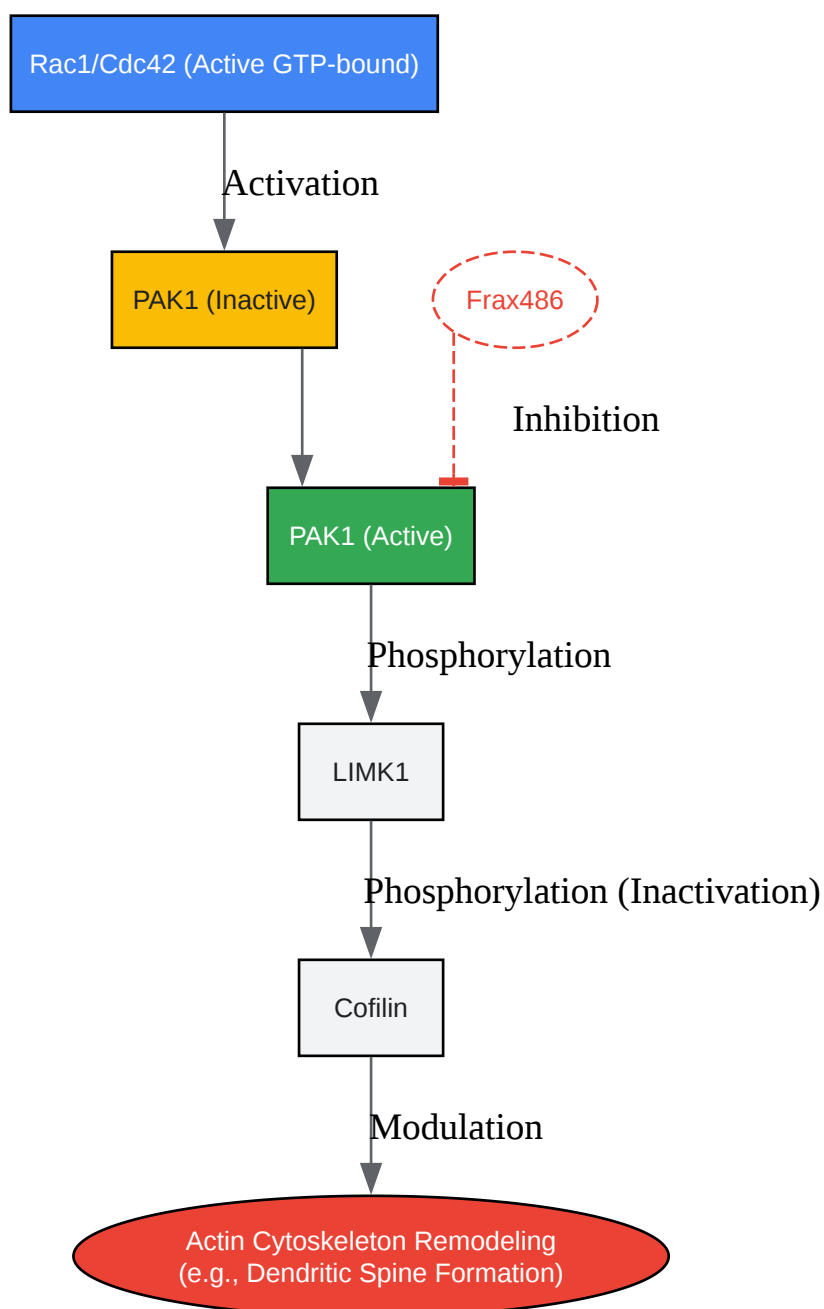 Rac1/Cdc42 (Active GTP-bound)
Activation
PAK1 (Inactive)
Frax486
Inhibition
PAK1 (Active)
Phosphorylation
LIMK1
Phosphorylation (Inactivation)
Cofilin
Modulation
Actin Cytoskeleton Remodeling
(e.g., Dendritic Spine Formation)